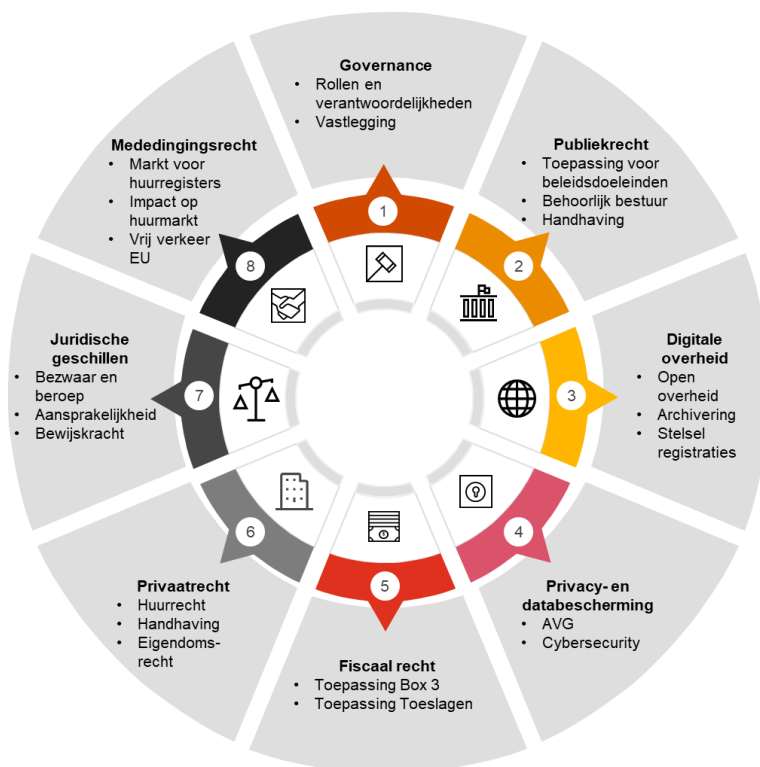 Governance
• Rollen en
verantwoordelijkheden
• Vastlegging
1
Publiekrecht
• Toepassing voor
beleidsdoeleinden
• Behoorlijk bestuur
• Handhaving
2
Digitale
overheid
• Open
overheid
• Archivering
• Stelsel
registraties
3
Privacy- en
databescherming
• AVG
• Cybersecurity
4
Fiscaal recht
• Toepassing Box 3
• Toepassing Toeslagen
5
Privaatrecht
• Huurrecht
• Handhaving
• Eigendoms-
recht
6
Juridische
geschillen
• Bezwaar en
beroep
• Aansprakelijkheid
• Bewijskracht
7
Mededingingsrecht
• Markt voor
huurregisters
• Impact op
huurmarkt
• Vrij verkeer
EU
8